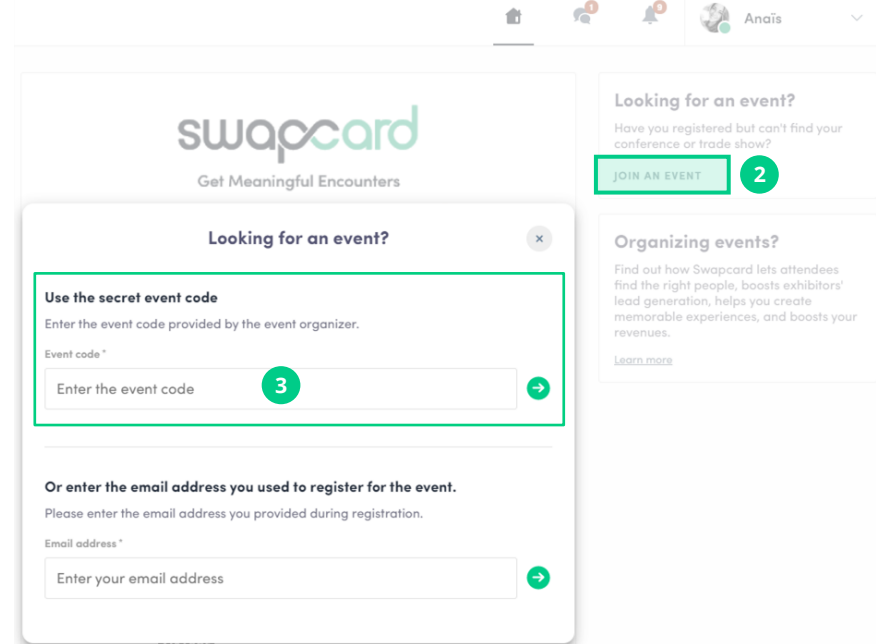 1
9
Anaïs
swapcard
Get Meaningful Encounters
Looking for an event?
Have you registered but can't find your
conference or trade show?
JOIN AN EVENT
2
Organizing events?
Find out how Swapcard lets attendees
find the right people, boosts exhibitors'
lead generation, helps you create
memorable experiences, and boosts your
revenues.
Learn more
Looking for an event?
×
Use the secret event code
Enter the event code provided by the event organizer.
Event code *
Enter the event code
3
Or enter the email address you used to register for the event.
Please enter the email address you provided during registration.
Email address *
Enter your email address